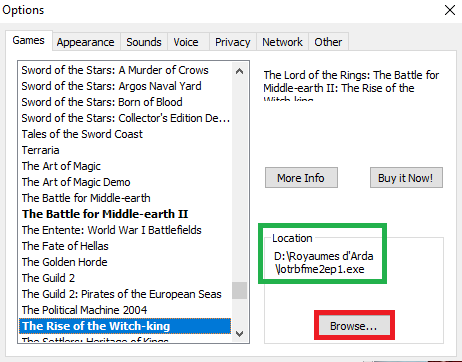 Options
Games Appearance Sounds Voice Privacy Network Other
Sword of the Stars: A Murder of Crows
Sword of the Stars: Argos Naval Yard
Sword of the Stars: Born of Blood
Sword of the Stars: Collector's Edition De...
Tales of the Sword Coast
Terraria
The Art of Magic
The Art of Magic Demo
The Battle for Middle-earth
The Battle for Middle-earth II
The Entente: World War I Battlefields
The Fate of Hellas
The Golden Horde
The Guild 2
The Guild 2: Pirates of the European Seas
The Political Machine 2004
The Rise of the Witch-king
The Settlers: Heritage of Kings
The Lord of the Rings: The Battle for
Middle-earth II: The Rise of the
Witch-king
More Info
Buy it Now!
Location
D:\Royaumes d'Arda
\lotrbfme2ep1.exe
Browse...